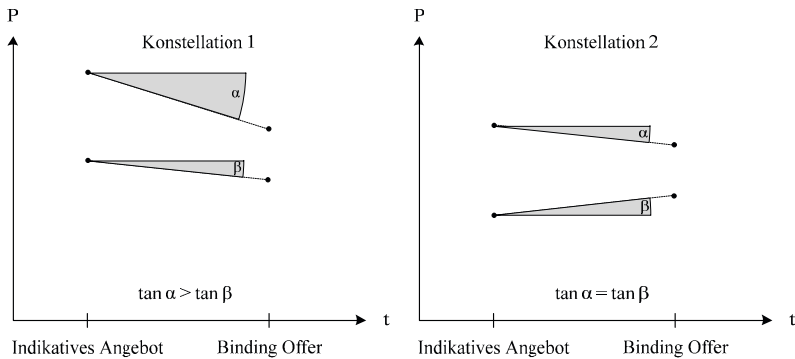 P
Konstellation 1
α
β
tan α > tan β
t
Indikatives Angebot
Binding Offer
P
Konstellation 2
α
β
tan α = tan β
t
Indikatives Angebot
Binding Offer